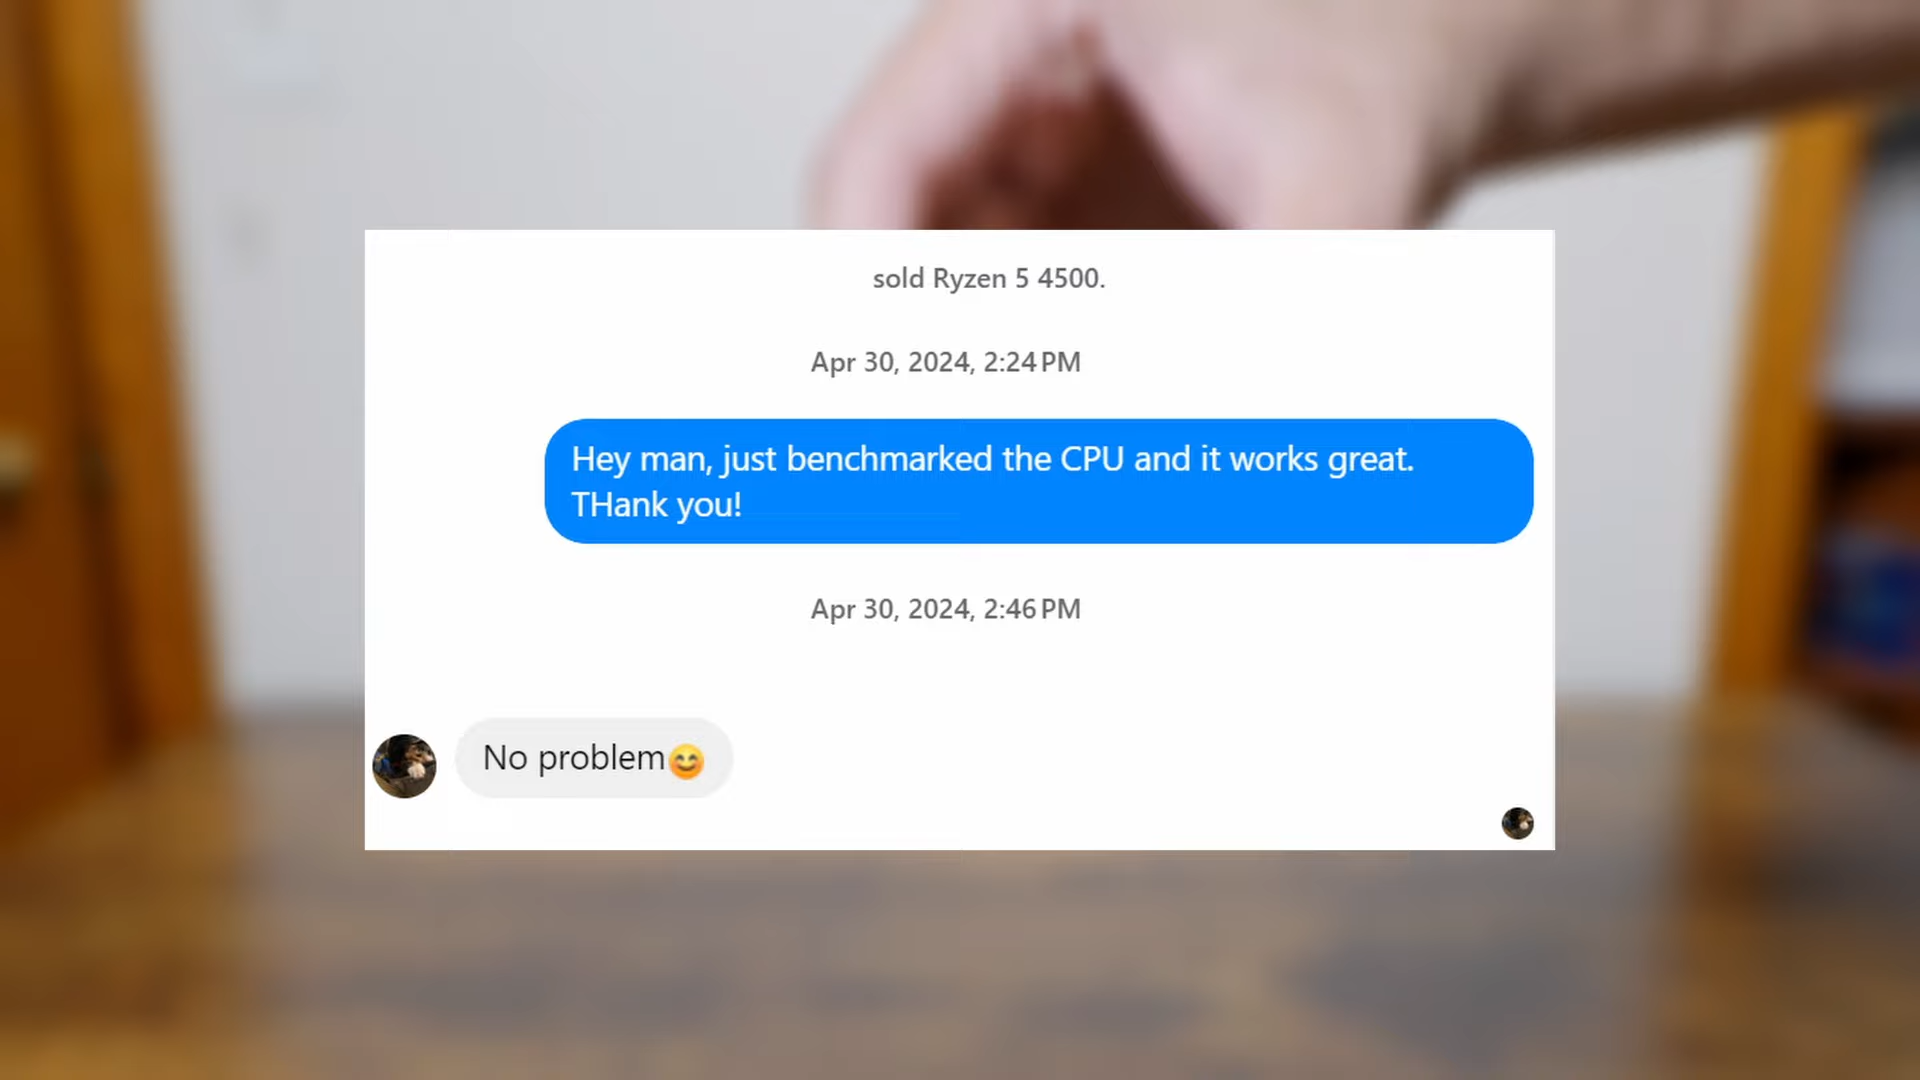 sold Ryzen 5 4500.
Apr 30, 2024, 2:24 PM
Hey man, just benchmarked the CPU and it works great.
THank you!
Apr 30, 2024, 2:46 PM
No problem😊